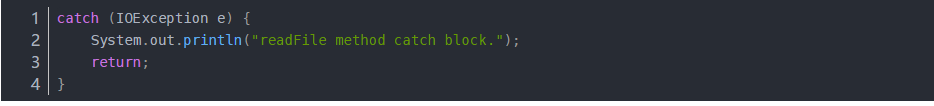 1 catch (IOException e) {
2     System.out.println("readFile method catch block.");
3     return;
4 }